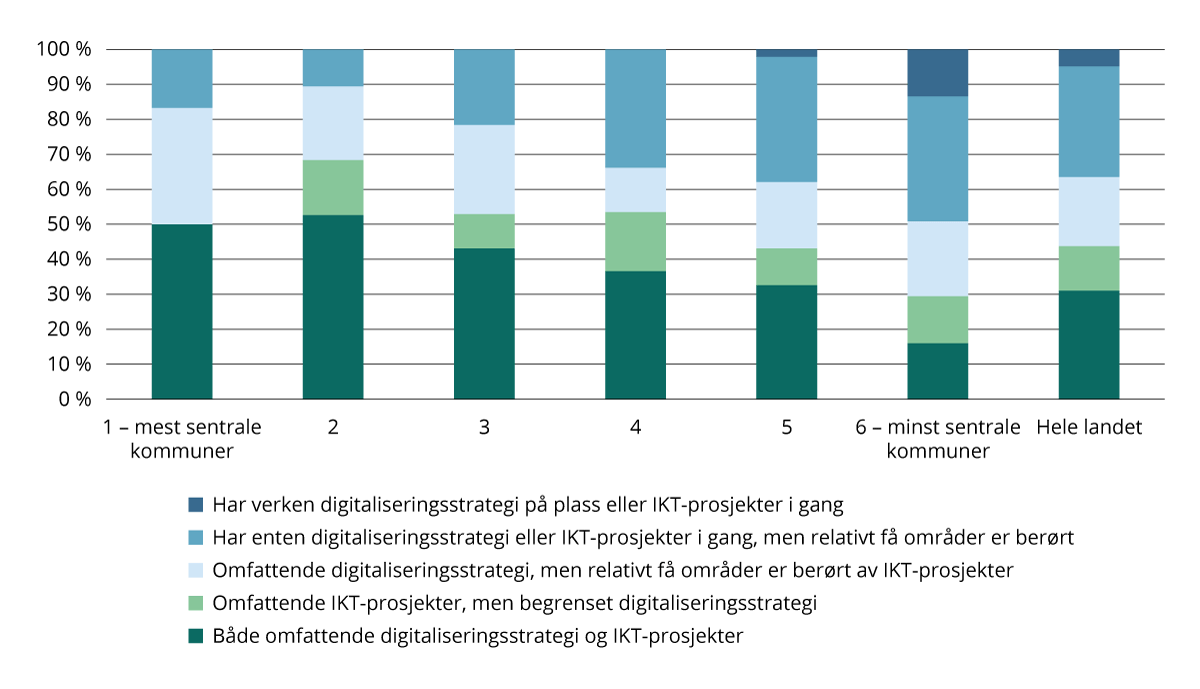 100 %
90 %
80 %
70 %
60 %
50 %
40 %
30 %
20 %
10 %
0 %
1 – mest sentrale kommuner
2
3
4
5
6 – minst sentrale kommuner
Hele landet
Har verken digitaliseringsstrategi på plass eller IKT-prosjekter i gang
Har enten digitaliseringsstrategi eller IKT-prosjekter i gang, men relativt få områder er berørt
Omfattende digitaliseringsstrategi, men relativt få områder er berørt av IKT-prosjekter
Omfattende IKT-prosjekter, men begrenset digitaliseringsstrategi
Både omfattende digitaliseringsstrategi og IKT-prosjekter